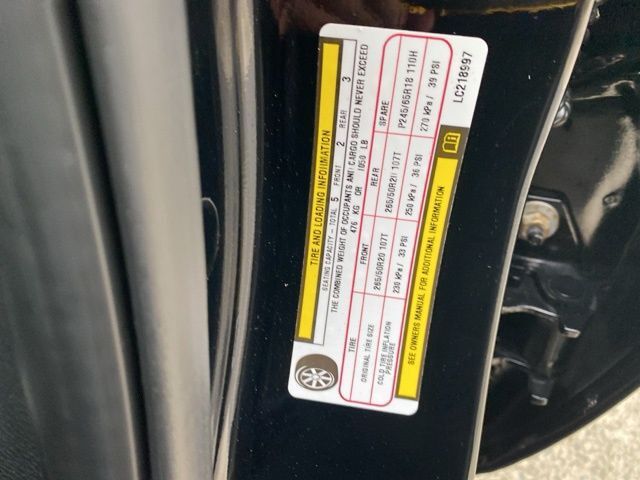 TIRE AND LOADING INFORMATION
SEATING CAPACITY - TOTAL 5 FRONT 2 REAR 3
THE COMBINED WEIGHT OF OCCUPANTS AND CARGO SHOULD NEVER EXCEED
476 KG OR 1050 LB
TIRE FRONT REAR SPARE
ORIGINAL TIRE SIZE 265/50R20 107T 265/50R20 107T P245/65R18 110H
COLD TIRE INFLATION PRESSURE 230 kPa / 33 PSI 250 kPa / 36 PSI 270 kPa / 39 PSI
SEE OWNERS MANUAL FOR ADDITIONAL INFORMATION
LC218997